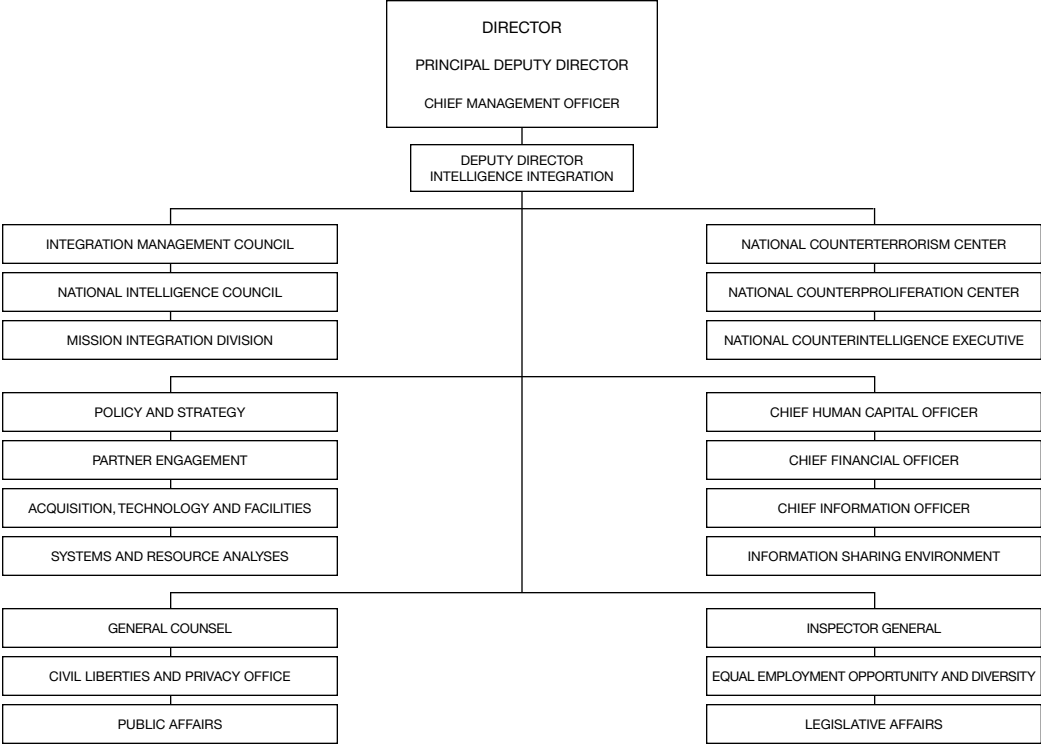 DIRECTOR
PRINCIPAL DEPUTY DIRECTOR
CHIEF MANAGEMENT OFFICER
DEPUTY DIRECTOR
INTELLIGENCE INTEGRATION
INTEGRATION MANAGEMENT COUNCIL
NATIONAL INTELLIGENCE COUNCIL
MISSION INTEGRATION DIVISION
NATIONAL COUNTERTERRORISM CENTER
NATIONAL COUNTERPROLIFERATION CENTER
NATIONAL COUNTERINTELLIGENCE EXECUTIVE
POLICY AND STRATEGY
PARTNER ENGAGEMENT
ACQUISITION, TECHNOLOGY AND FACILITIES
SYSTEMS AND RESOURCE ANALYSES
CHIEF HUMAN CAPITAL OFFICER
CHIEF FINANCIAL OFFICER
CHIEF INFORMATION OFFICER
INFORMATION SHARING ENVIRONMENT
GENERAL COUNSEL
CIVIL LIBERTIES AND PRIVACY OFFICE
PUBLIC AFFAIRS
INSPECTOR GENERAL
EQUAL EMPLOYMENT OPPORTUNITY AND DIVERSITY
LEGISLATIVE AFFAIRS